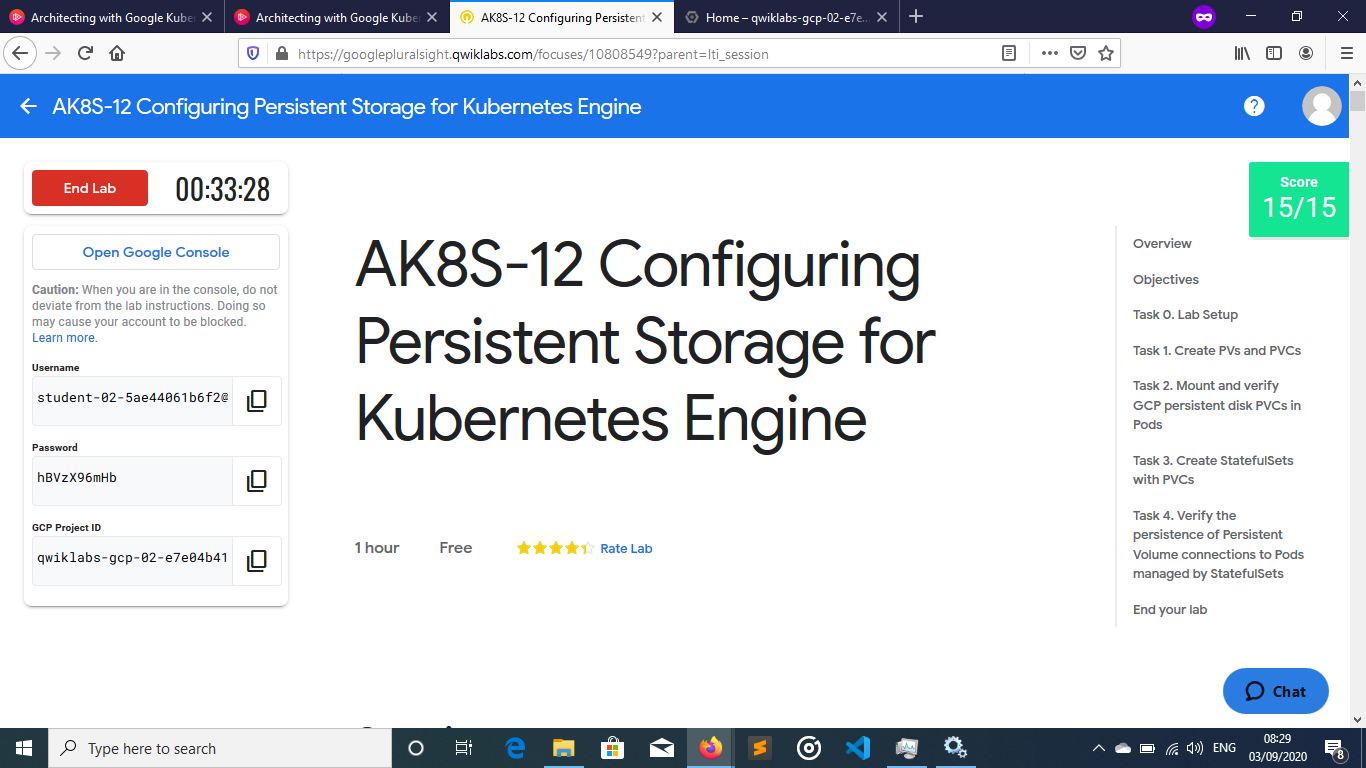 Architecting with Google Kuber
Architecting with Google Kuber
AK8S-12 Configuring Persistent
Home – qwiklabs-gcp-02-e7e...
https://googlepluralsight.qwiklabs.com/focuses/10808549?parent=lti_session
AK8S-12 Configuring Persistent Storage for Kubernetes Engine
?
End Lab
00:33:28
Open Google Console
Caution: When you are in the console, do not
deviate from the lab instructions. Doing so
may cause your account to be blocked.
Learn more.
Username
student-02-5ae44061b6f2@
Password
hBVzX96mHb
GCP Project ID
qwiklabs-gcp-02-e7e04b41
AK8S-12 Configuring
Persistent Storage for
Kubernetes Engine
1 hour
Free
Rate Lab
Score
15/15
Overview
Objectives
Task 0. Lab Setup
Task 1. Create PVs and PVCs
Task 2. Mount and verify
GCP persistent disk PVCs in
Pods
Task 3. Create StatefulSets
with PVCs
Task 4. Verify the
persistence of Persistent
Volume connections to Pods
managed by StatefulSets
End your lab
Chat
Type here to search
ENG
08:29
03/09/2020
8